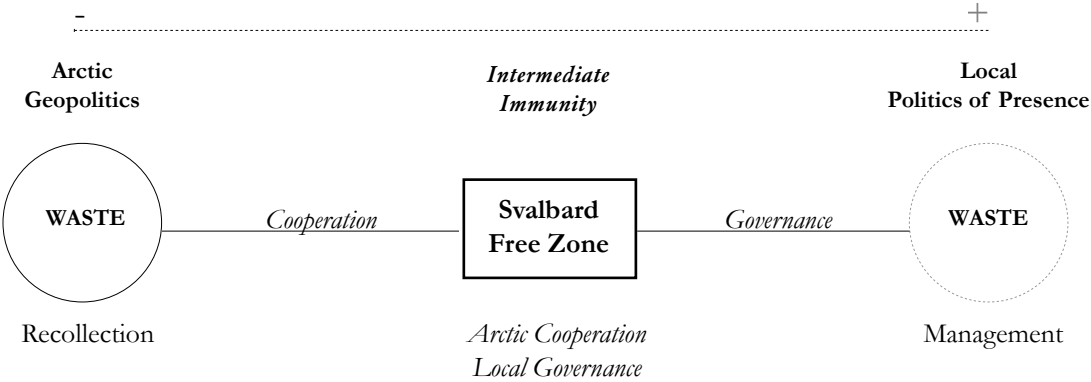 - +
Arctic
Geopolitics
Intermediate
Immunity
Local
Politics of Presence
WASTE
Cooperation
Svalbard
Free Zone
Governance
WASTE
Recollection
Arctic Cooperation
Local Governance
Management